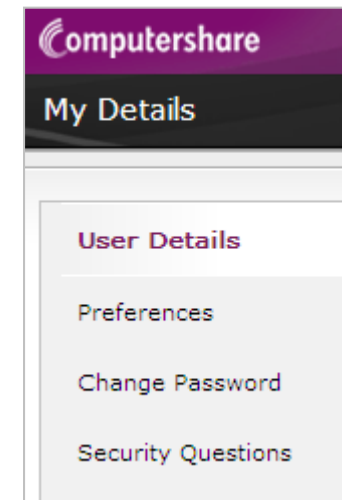 Computershare
My Details
User Details
Preferences
Change Password
Security Questions